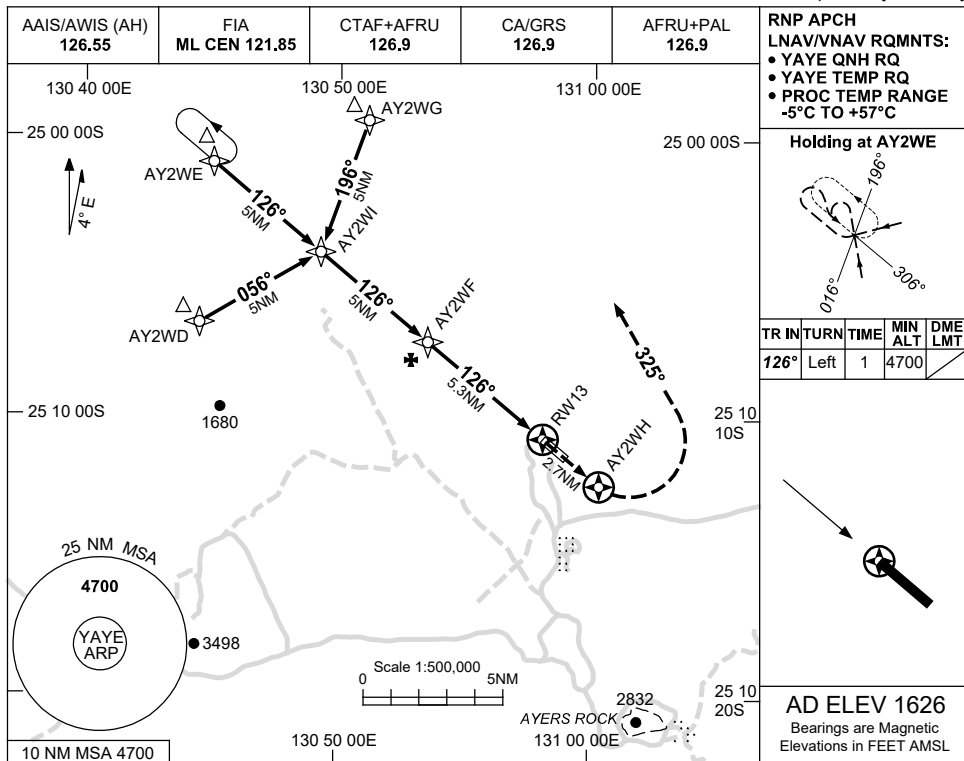 AAIS/AWIS (AH)
126.55
FIA
ML CEN 121.85
CTAF+AFRU
126.9
CA/GRS
126.9
AFRU+PAL
126.9
RNP APCH
LNAV/VNAV RQMNTS:
• YAYE QNH RQ
• YAYE TEMP RQ
• PROC TEMP RANGE
-5°C TO +57°C
130 40 00E
130 50 00E
131 00 00E
25 00 00S
25 00 00S
AY2WG
AY2WE
4° E
196°
5NM
126°
5NM
AY2WI
056°
5NM
AY2WD
126°
5NM
AY2WF
126°
5.3NM
RW13
2.7NM
AY2WH
325°
1680
25 10 00S
25 10
10S
Holding at AY2WE
196°
306°
016°
TR IN
TURN
TIME
MIN
ALT
DME
LMT
126°
Left
1
4700
25 NM MSA
4700
YAYE
ARP
3498
Scale 1:500,000
0
5NM
2832
AYERS ROCK
25 10
20S
130 50 00E
131 00 00E
10 NM MSA 4700
AD ELEV 1626
Bearings are Magnetic
Elevations in FEET AMSL